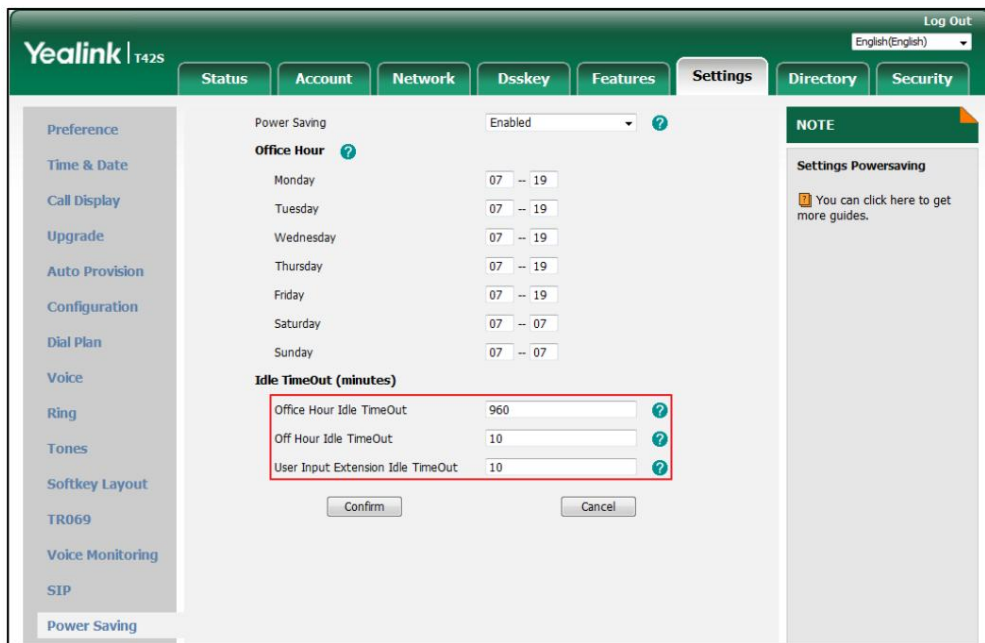 Log Out
Yealink T42S
English(English)
Status Account Network Dsskey Features Settings Directory Security
Preference
Time & Date
Call Display
Upgrade
Auto Provision
Configuration
Dial Plan
Voice
Ring
Tones
Softkey Layout
TR069
Voice Monitoring
SIP
Power Saving
Power Saving Enabled ?
Office Hour ?
Monday 07 -- 19
Tuesday 07 -- 19
Wednesday 07 -- 19
Thursday 07 -- 19
Friday 07 -- 19
Saturday 07 -- 07
Sunday 07 -- 07
Idle TimeOut (minutes)
Office Hour Idle TimeOut 960 ?
Off Hour Idle TimeOut 10 ?
User Input Extension Idle TimeOut 10 ?
Confirm Cancel
NOTE
Settings Powersaving
? You can click here to get
more guides.